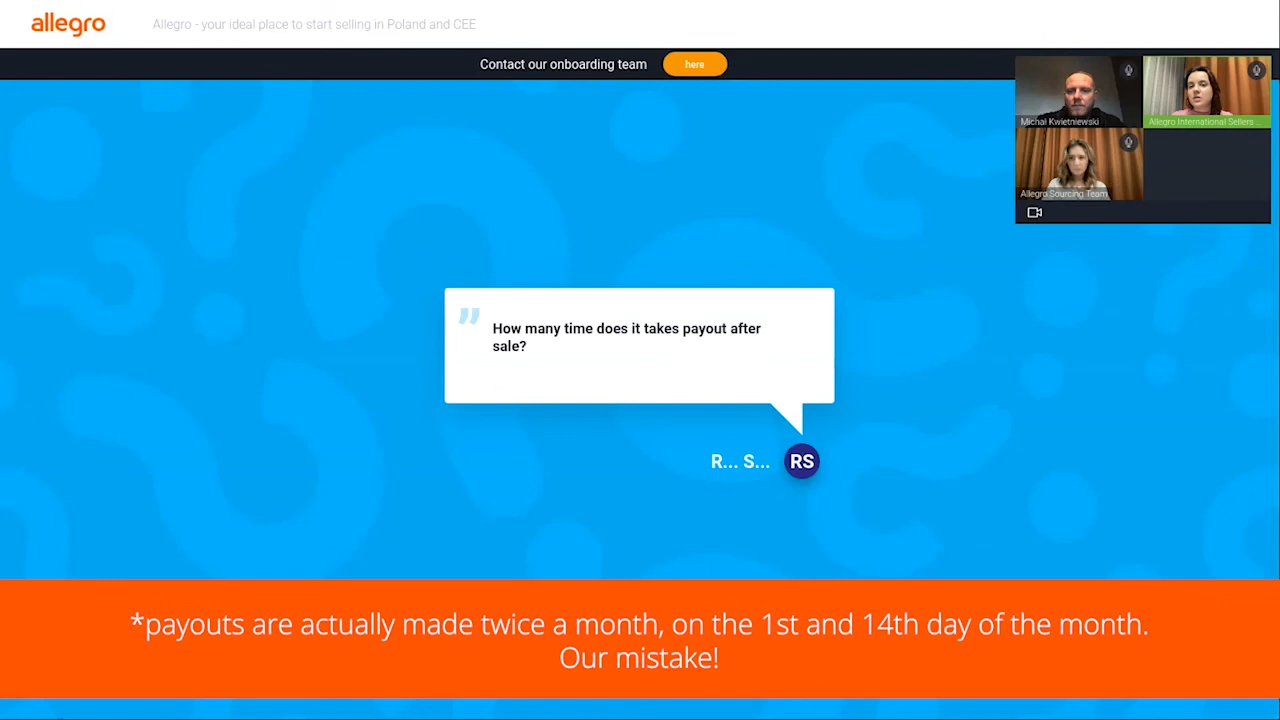 allegro
Allegro - your ideal place to start selling in Poland and CEE
Contact our onboarding team
here
Michał Kwietniewski
Allegro International Sellers ...
Allegro Sourcing Team
"
How many time does it takes payout after
sale?
R... S...
RS
*payouts are actually made twice a month, on the 1st and 14th day of the month.
Our mistake!